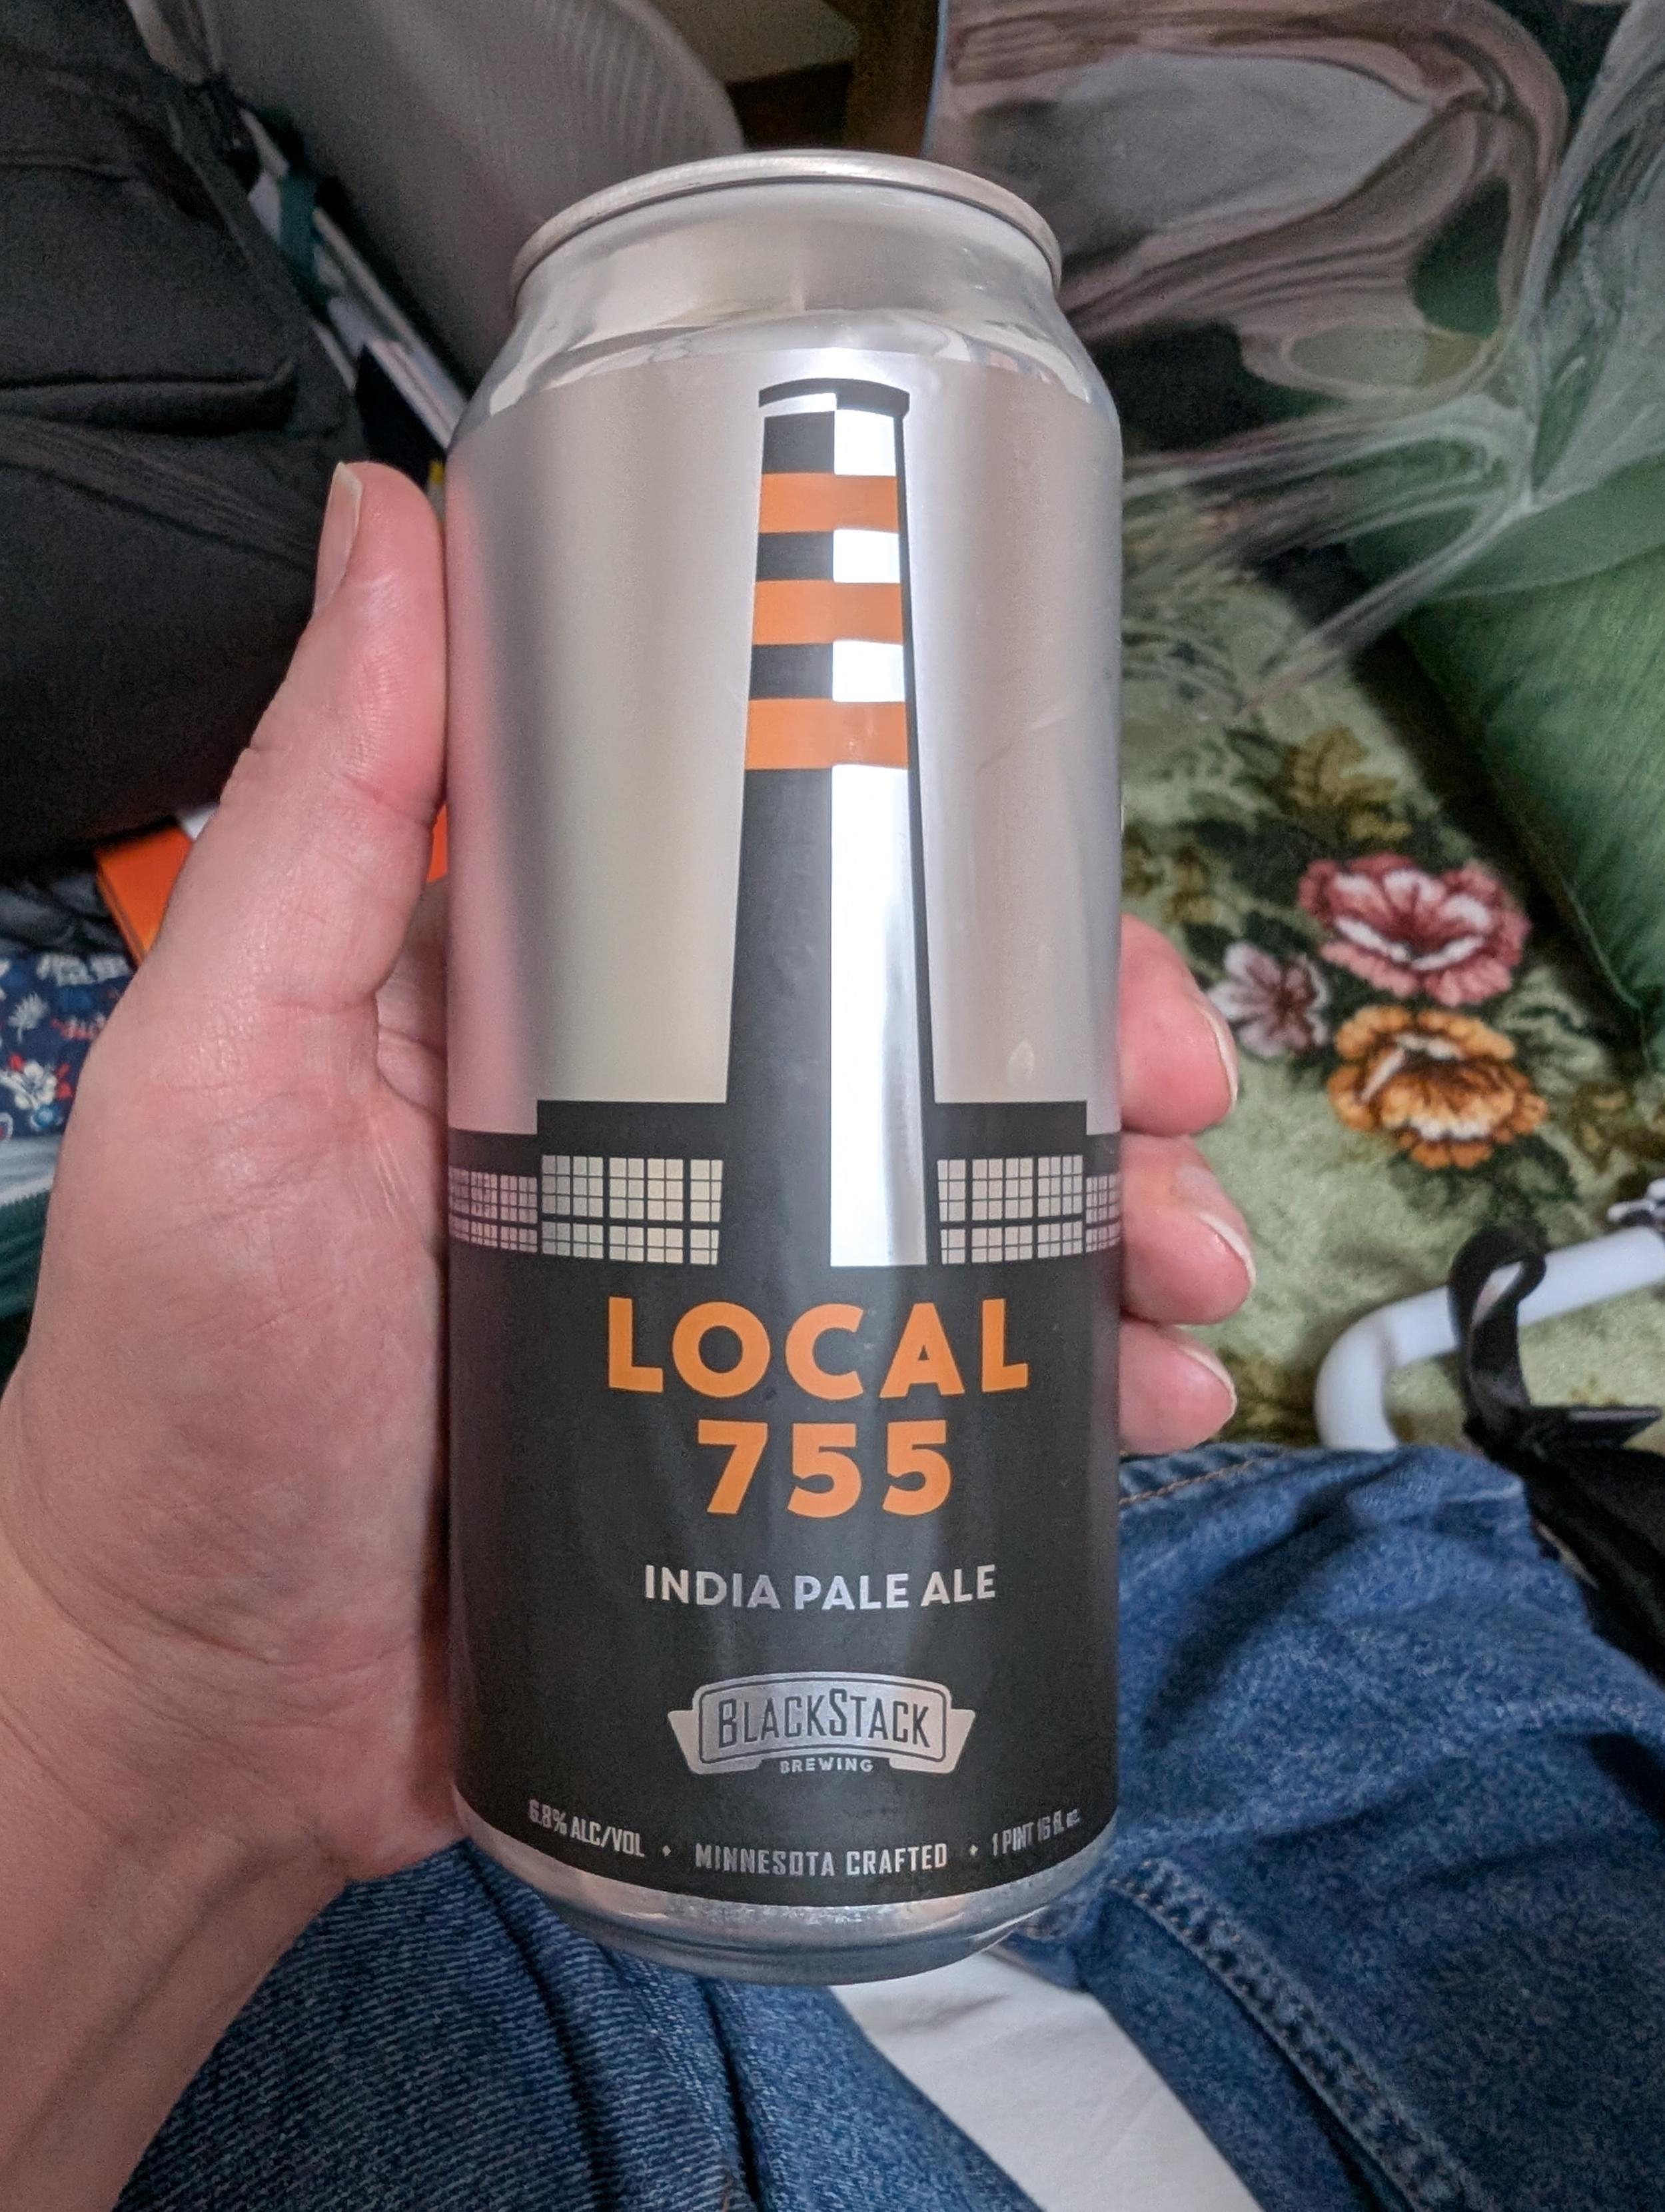 LOCAL
755
INDIA PALE ALE
BLACKSTACK
BREWING
6.8% ALC/VOL • MINNESOTA CRAFTED • 1 PINT 16 fl. oz.